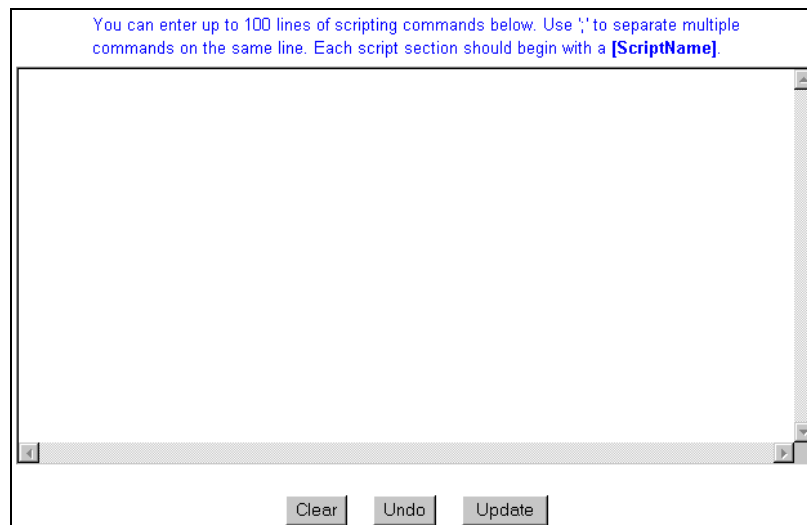 You can enter up to 100 lines of scripting commands below. Use ';' to separate multiple
commands on the same line. Each script section should begin with a [ScriptName].
Clear Undo Update